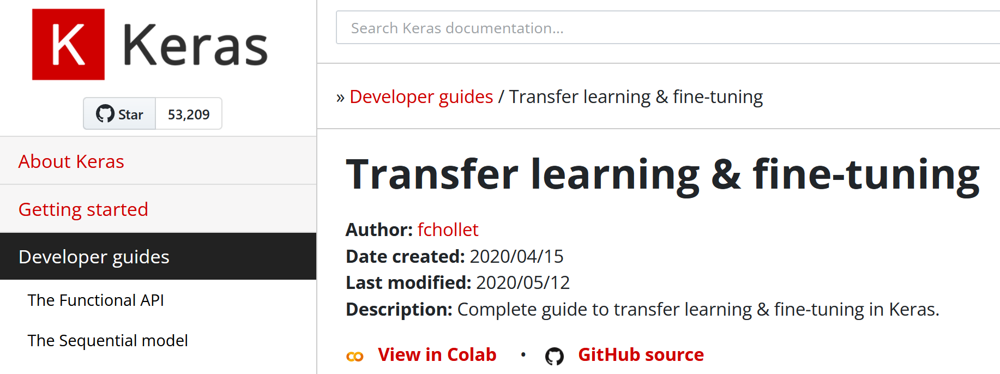 K Keras
Star 53,209
About Keras
Getting started
Developer guides
The Functional API
The Sequential model
Search Keras documentation...
» Developer guides / Transfer learning & fine-tuning
Transfer learning & fine-tuning
Author: fchollet
Date created: 2020/04/15
Last modified: 2020/05/12
Description: Complete guide to transfer learning & fine-tuning in Keras.
View in Colab • GitHub source